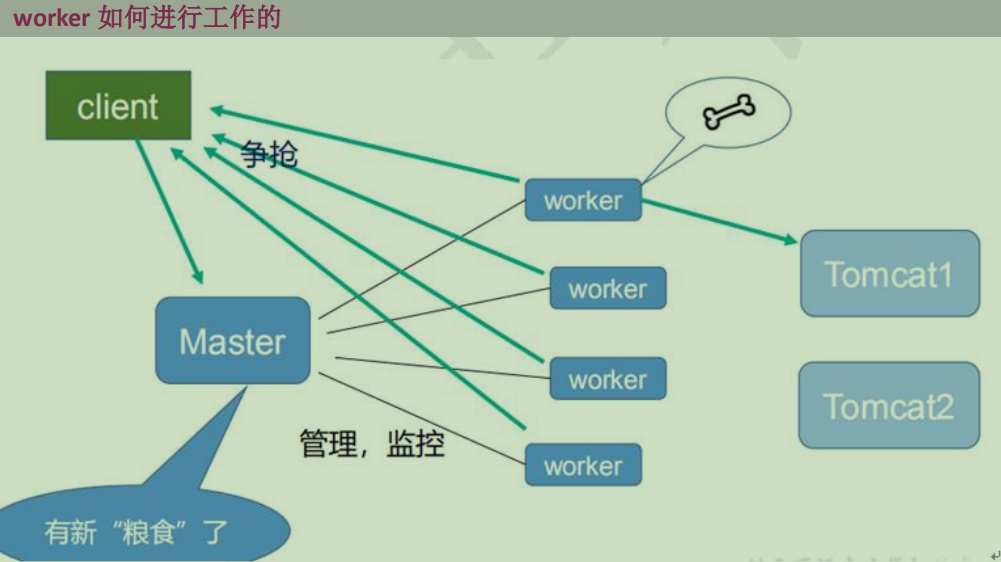 worker 如何进行工作的
client
争抢
worker
worker
Tomcat1
Master
worker
Tomcat2
管理，监控
worker
有新“粮食”了